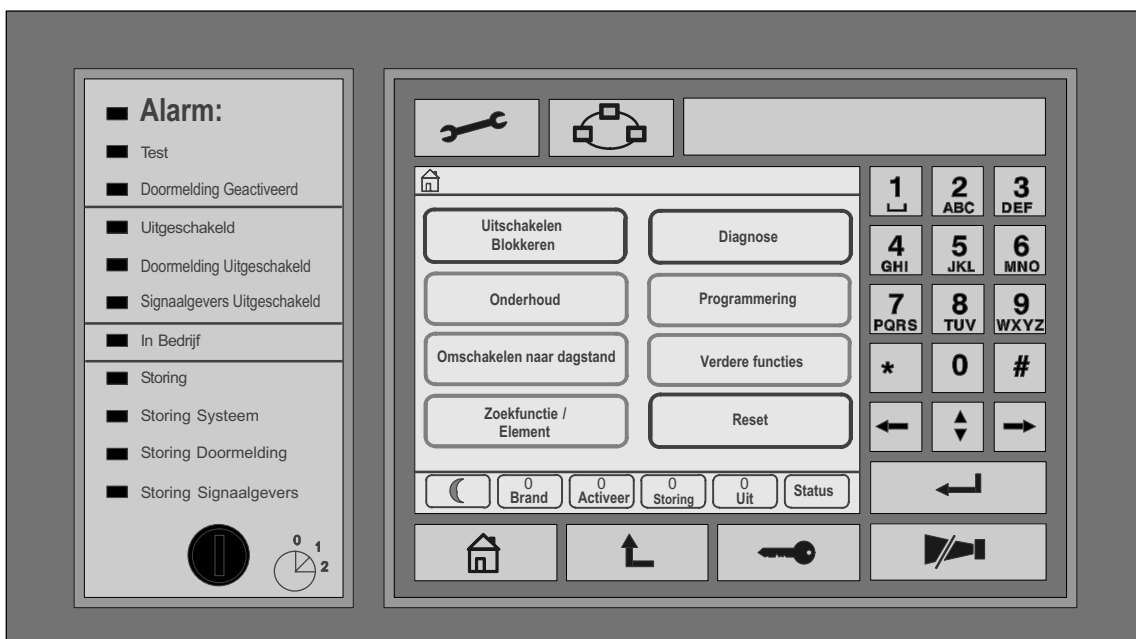 Alarm:
Test
Doormelding Geactiveerd
Uitgeschakeld
Doormelding Uitgeschakeld
Signaalgevers Uitgeschakeld
In Bedrijf
Storing
Storing Systeem
Storing Doormelding
Storing Signaalgevers
0
1
2
Uitschakelen
Blokkeren
Diagnose
Onderhoud
Programmering
Omschakelen naar dagstand
Verdere functies
Zoekfunctie /
Element
Reset
0
Brand
0
Activeer
0
Storing
0
Uit
Status
1
2
ABC
3
DEF
4
GHI
5
JKL
6
MNO
7
PQRS
8
TUV
9
WXYZ
*
0
#